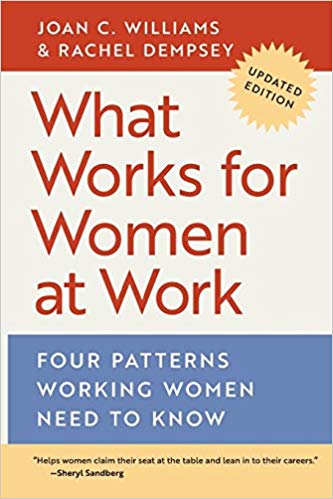 JOAN C. WILLIAMS
& RACHEL DEMPSEY
UPDATED
EDITION
What
Works for
Women
at Work
FOUR PATTERNS
WORKING WOMEN
NEED TO KNOW
"Helps women claim their seat at the table and lean in to their careers."
—Sheryl Sandberg